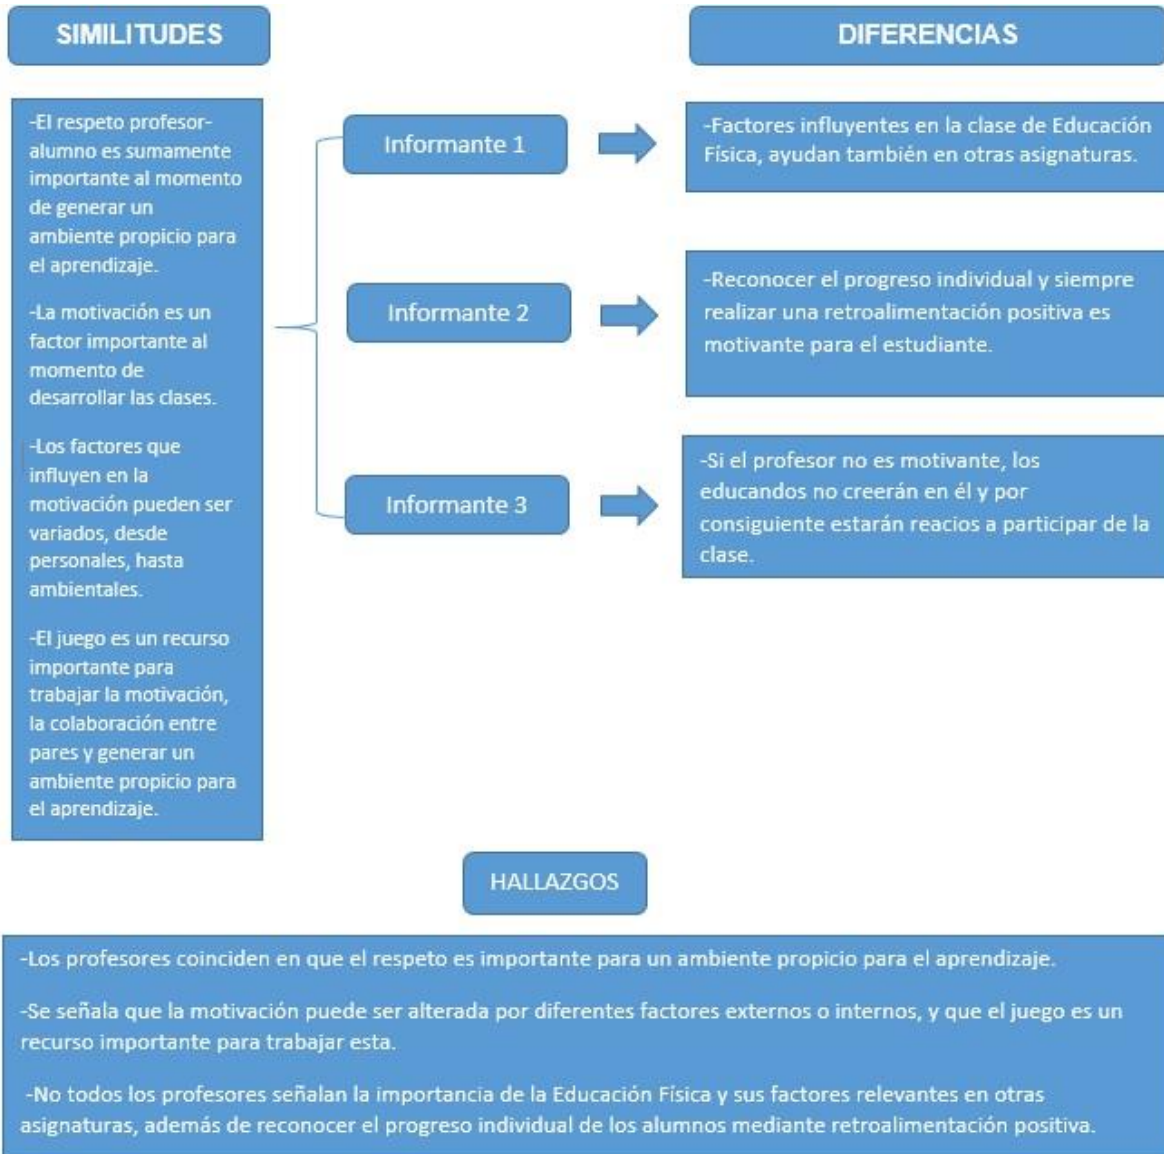 SIMILITUDES
DIFERENCIAS
-El respeto profesor-
alumno es sumamente
importante al momento
de generar un
ambiente propicio para
el aprendizaje.
-La motivación es un
factor importante al
momento de
desarrollar las clases.
-Los factores que
influyen en la
motivación pueden ser
variados, desde
personales, hasta
ambientales.
-El juego es un recurso
importante para
trabajar la motivación,
la colaboración entre
pares y generar un
ambiente propicio para
el aprendizaje.
Informante 1
-Factores influyentes en la clase de Educación
Física, ayudan también en otras asignaturas.
Informante 2
-Reconocer el progreso individual y siempre
realizar una retroalimentación positiva es
motivante para el estudiante.
Informante 3
-Si el profesor no es motivante, los
educandos no creerán en él y por
consiguiente estarán reacios a participar de la
clase.
HALLAZGOS
-Los profesores coinciden en que el respeto es importante para un ambiente propicio para el aprendizaje.
-Se señala que la motivación puede ser alterada por diferentes factores externos o internos, y que el juego es un
recurso importante para trabajar esta.
-No todos los profesores señalan la importancia de la Educación Física y sus factores relevantes en otras
asignaturas, además de reconocer el progreso individual de los alumnos mediante retroalimentación positiva.